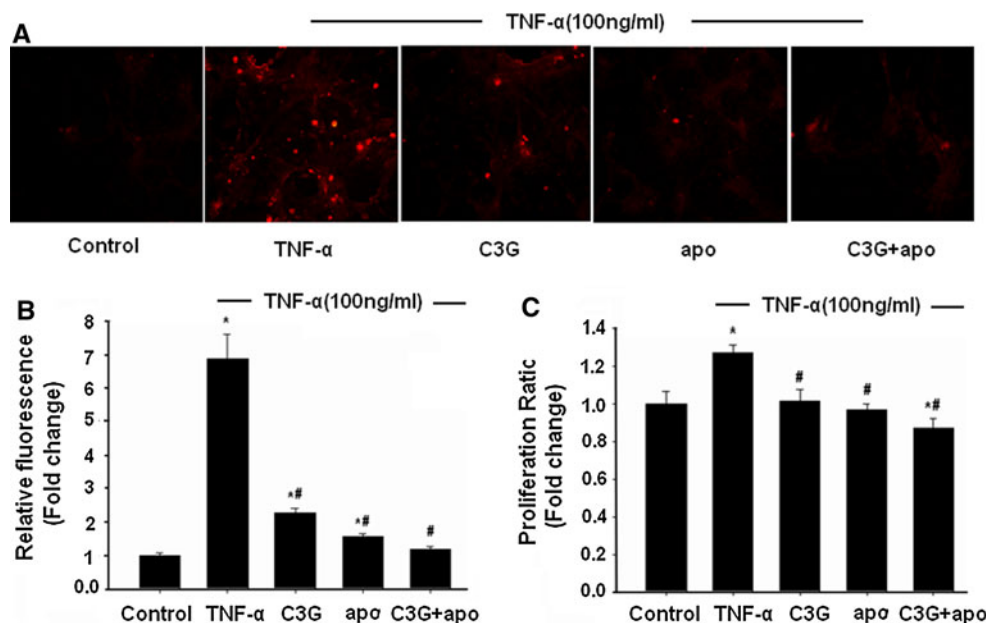 A
TNF-α(100ng/ml)
Control TNF-α C3G apo C3G+apo
B
TNF-α(100ng/ml)
Relative fluorescence
(Fold change)
8
7
6
4
2
1
0.0
*
*#
*#
#
Control TNF-α C3G apσ C3G+apo
C
TNF-α(100ng/ml)
Proliferation Ratic
(Fold change)
1.4
1.2
1.0
0.8
0.6
0.4
0.2
0.0
*
#
#
*#
Control TNF-α C3G apo C3G+apo